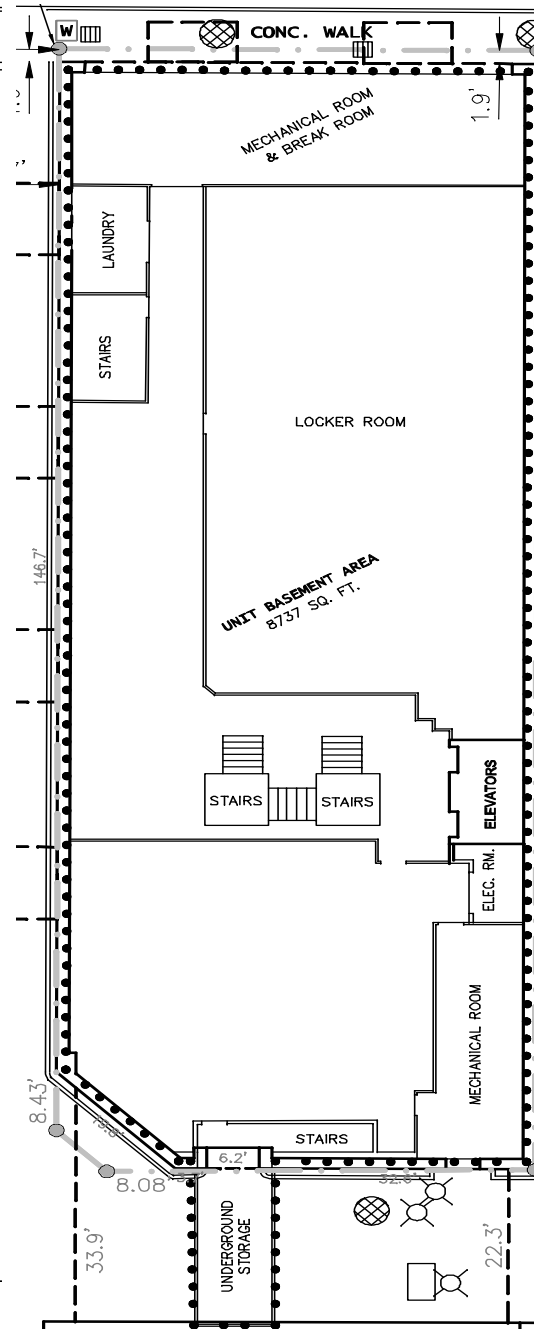 W
CONC. WALK
1.9'
MECHANICAL ROOM
& BREAK ROOM
LAUNDRY
STAIRS
LOCKER ROOM
146.7'
UNIT BASEMENT AREA
8737 SQ. FT.
STAIRS
STAIRS
ELEVATORS
ELEC. RM.
MECHANICAL ROOM
8.43'
STAIRS
6.2'
8.08'
32.6'
UNDERGROUND
STORAGE
33.9'
22.3'